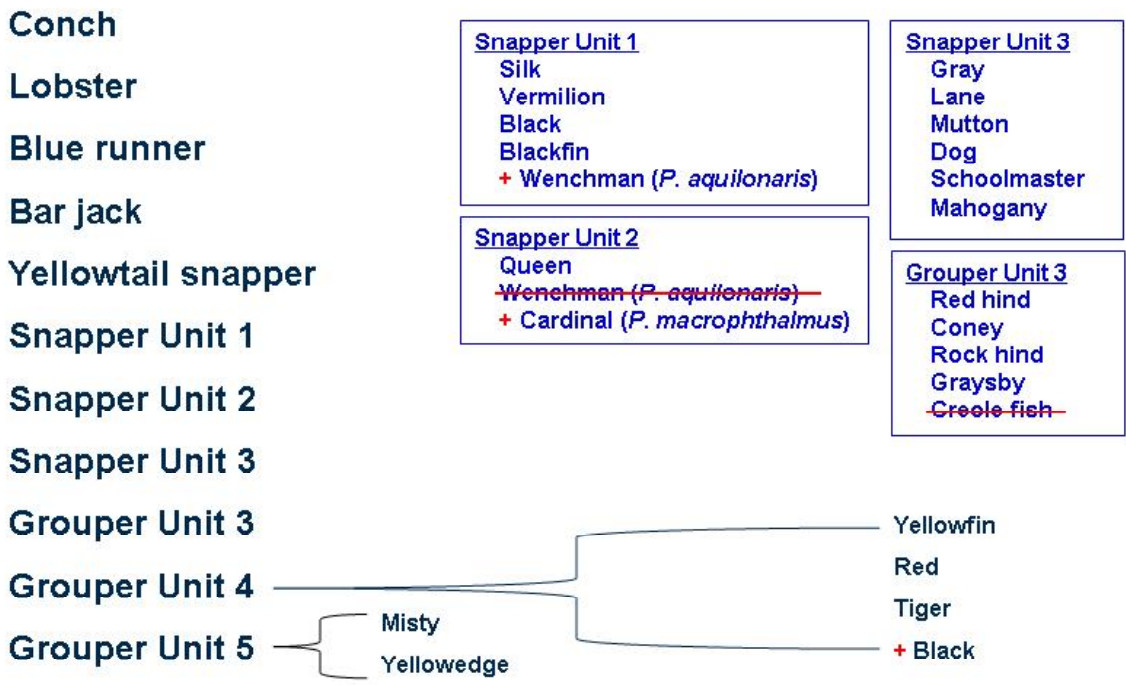 Conch
Lobster
Blue runner
Bar jack
Yellowtail snapper
Snapper Unit 1
Snapper Unit 2
Snapper Unit 3
Grouper Unit 3
Grouper Unit 4
Grouper Unit 5
Snapper Unit 1
Silk
Vermilion
Black
Blackfin
+ Wenchman (P. aquilonaris)
Snapper Unit 2
Queen
Wenchman (P. aquilonaris)
+ Cardinal (P. macrophthalmus)
Snapper Unit 3
Gray
Lane
Mutton
Dog
Schoolmaster
Mahogany
Grouper Unit 3
Red hind
Coney
Rock hind
Graysby
Creole fish
Yellowfin
Red
Tiger
+ Black
Misty
Yellowedge